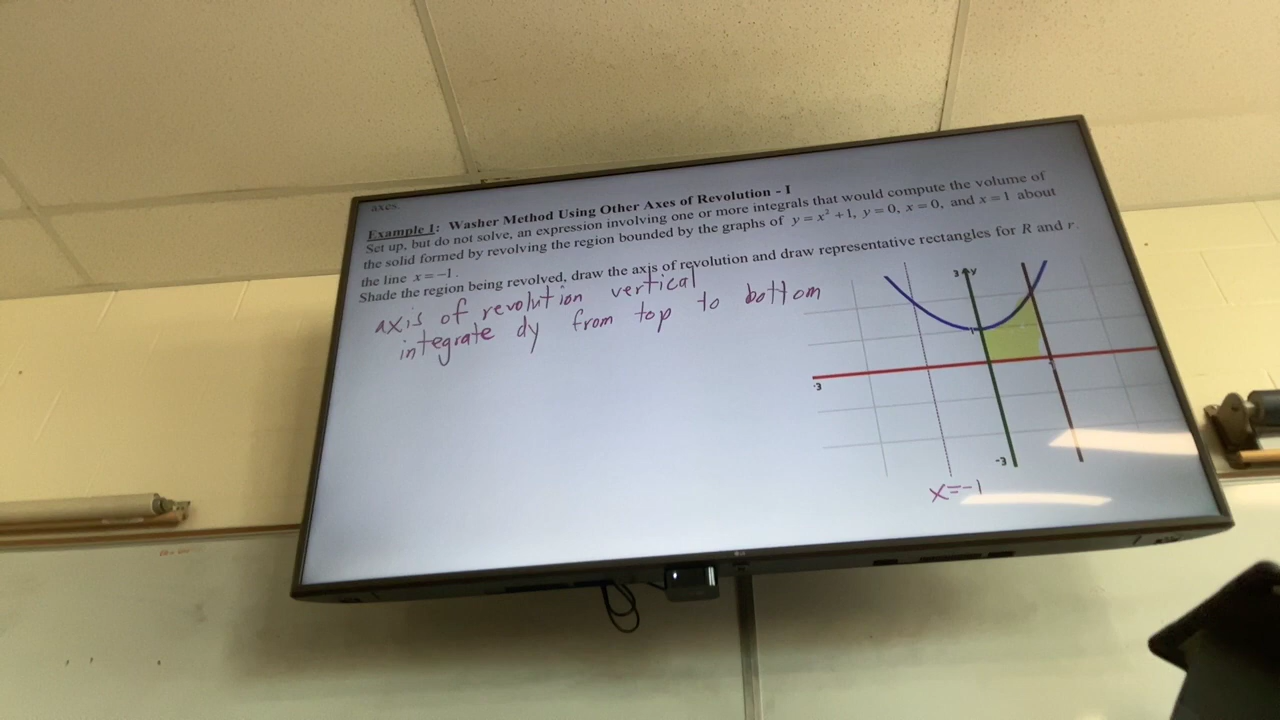 axes.
Example 1: Washer Method Using Other Axes of Revolution - I
Set up, but do not solve, an expression involving one or more integrals that would compute the volume of
the solid formed by revolving the region bounded by the graphs of y = x² + 1, y = 0, x = 0, and x = 1 about
the line x = -1.
Shade the region being revolved, draw the axis of revolution and draw representative rectangles for R and r.
axis of revolution vertical
integrate dy from top to bottom
3
y
1
-3
-3
x=-1
LG